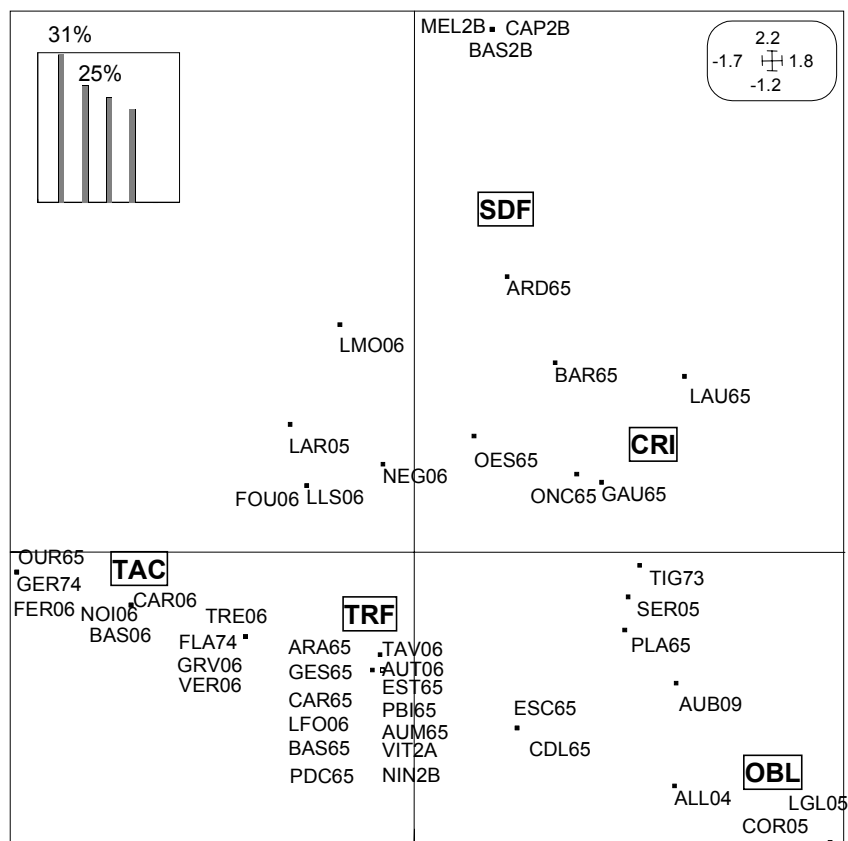 31%
25%
MEL2B CAP2B
BAS2B
2.2
-1.7 1.8
-1.2
SDF
ARD65
LMO06
BAR65
LAU65
LAR05
CRI
OES65
NEG06
FOU06 LLS06
ONC65 GAU65
OUR65
TAC
GER74
TIG73
CAR06
FER06 NOI06
TRE06
TRF
SER05
BAS06
FLA74
ARA65 TAV06
PLA65
GRV06
GES65 AUT06
VER06
EST65
CAR65
PBI65
ESC65
AUB09
LFO06
AUM65
BAS65 VIT2A
CDL65
PDC65 NIN2B
OBL
ALL04
LGL05
COR05